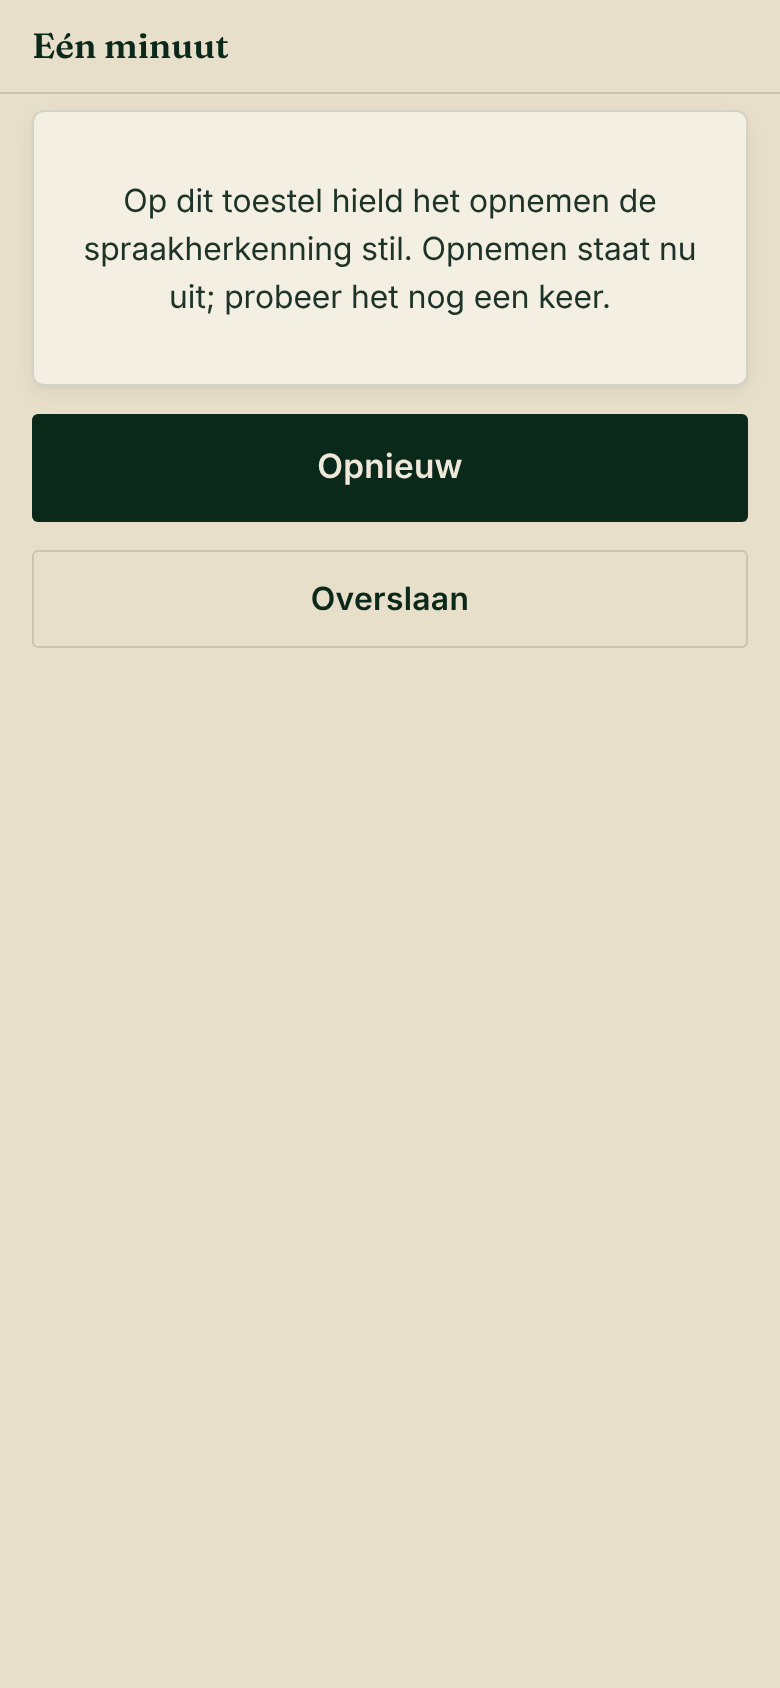 Eén minuut
Op dit toestel hield het opnemen de
spraakherkenning stil. Opnemen staat nu
uit; probeer het nog een keer.
Opnieuw
Overslaan